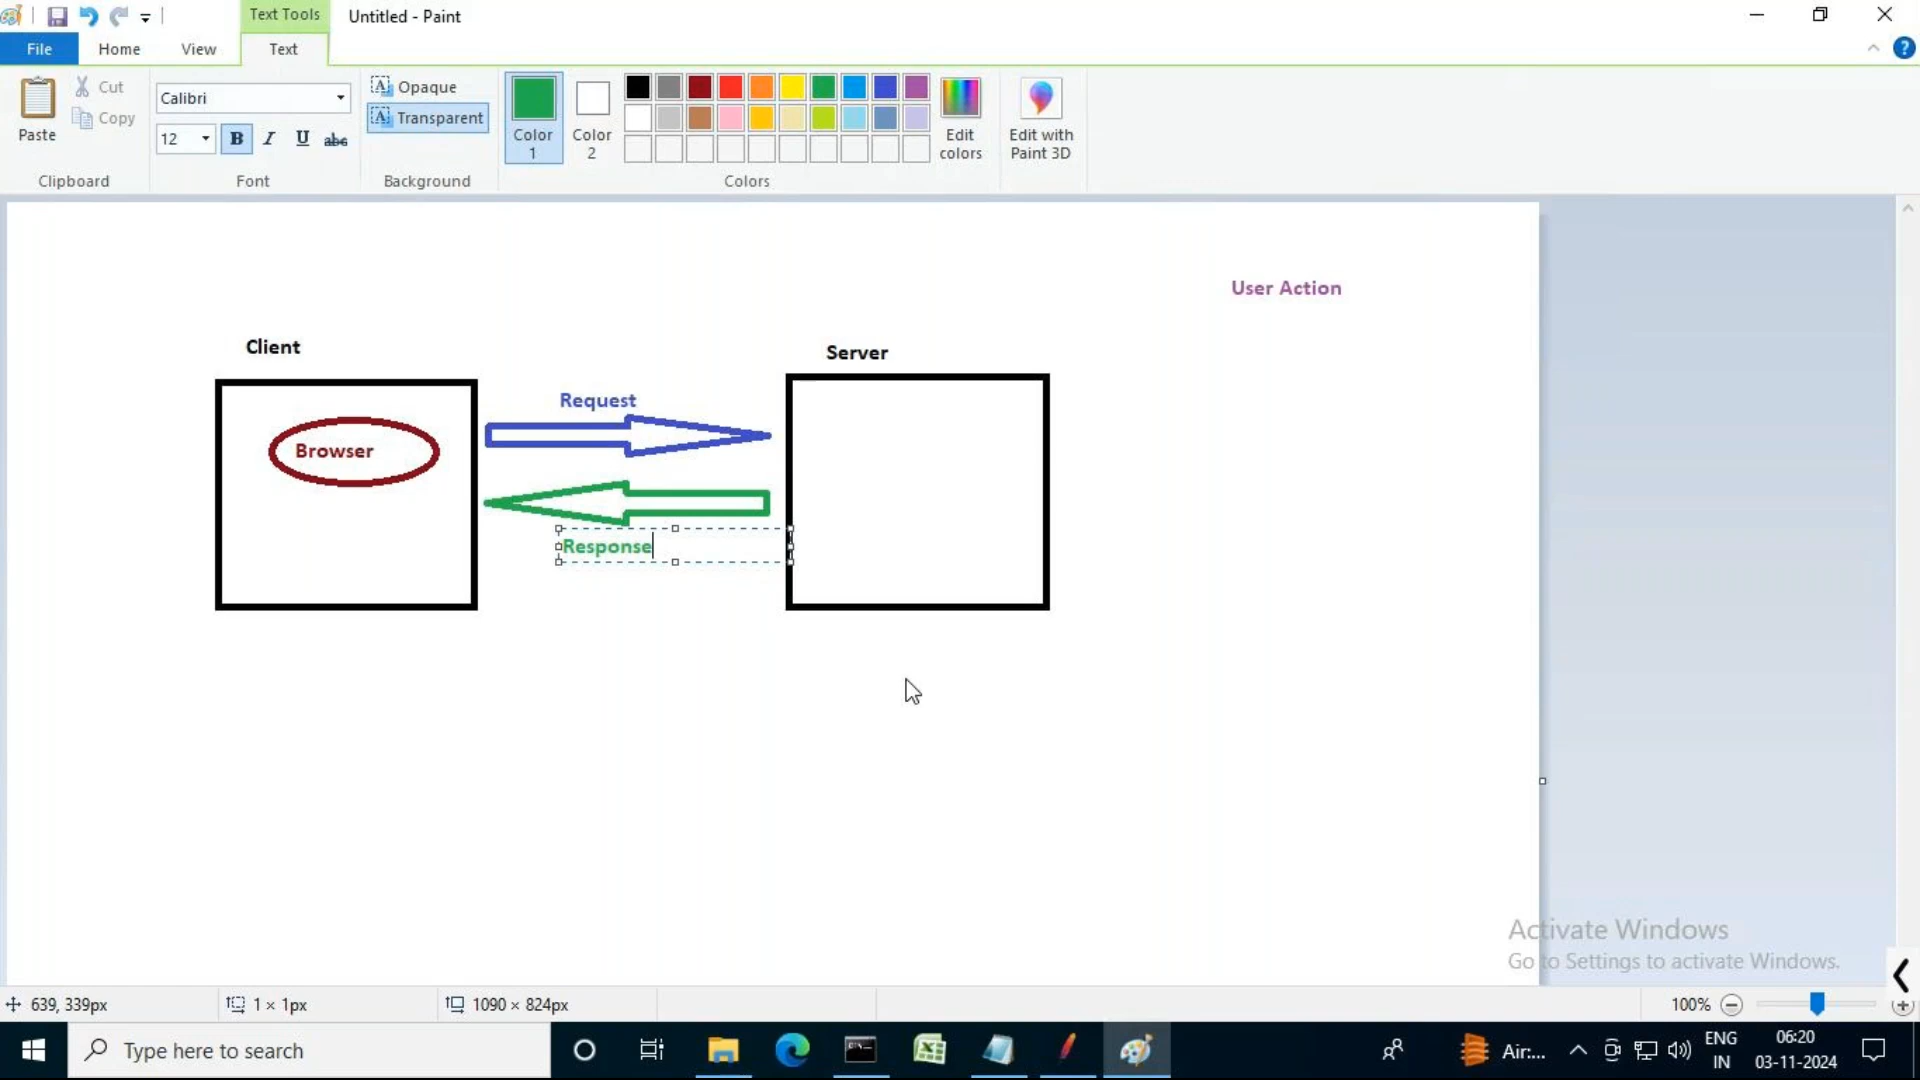 Text Tools
Untitled - Paint
File
Home
View
Text
Paste
Cut
Copy
Calibri
12
B
I
U
abc
Opaque
Transparent
Color
1
Color
2
Edit
colors
Edit with
Paint 3D
Clipboard
Font
Background
Colors
User Action
Client
Server
Request
Browser
Response
Activate Windows
Go to Settings to activate Windows.
639, 339px
1 × 1px
1090 × 824px
100%
Type here to search
Air:...
ENG
IN
06:20
03-11-2024